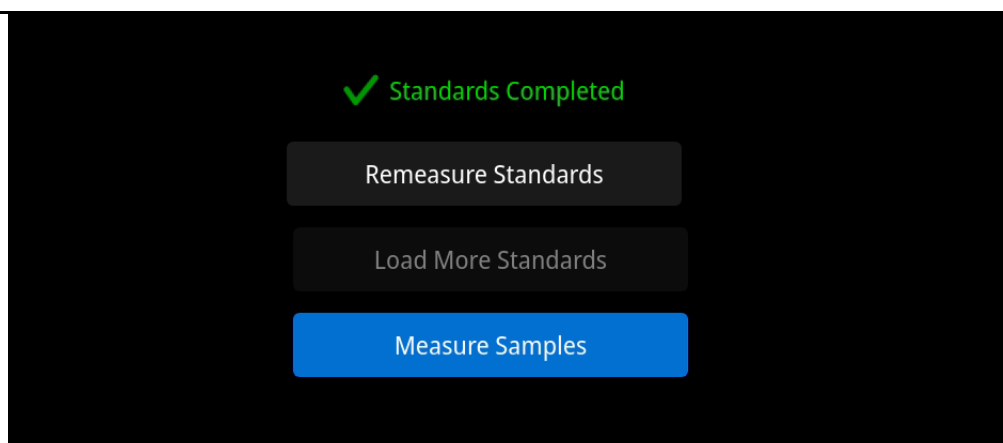 Standards Completed
Remeasure Standards
Load More Standards
Measure Samples